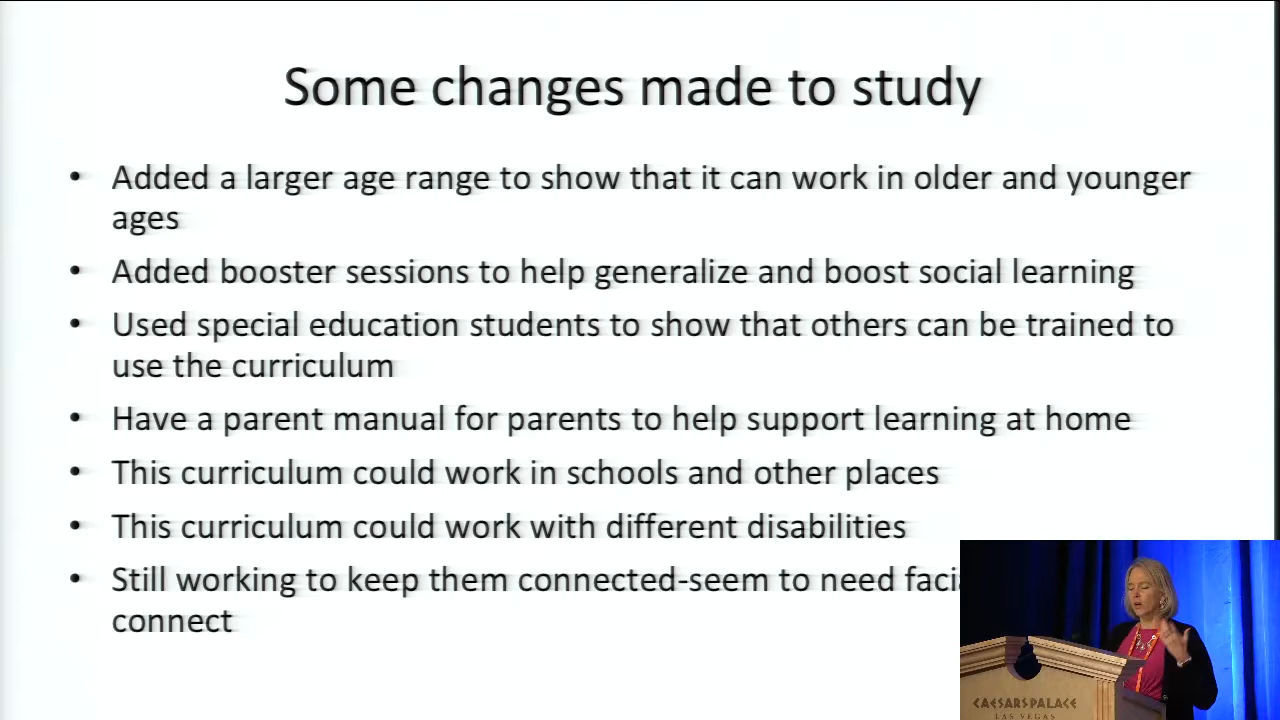 Some changes made to study
• Added a larger age range to show that it can work in older and younger
ages
• Added booster sessions to help generalize and boost social learning
• Used special education students to show that others can be trained to
use the curriculum
• Have a parent manual for parents to help support learning at home
• This curriculum could work in schools and other places
• This curriculum could work with different disabilities
• Still working to keep them connected-seem to need
connect
CAESARS PALACE
LAS VEGAS